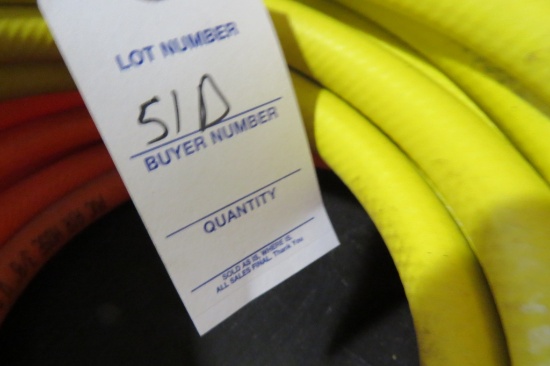 LOT NUMBER
51D
BUYER NUMBER
QUANTITY
SOLD AS IS, WHERE IS.
ALL SALES FINAL. Thank You